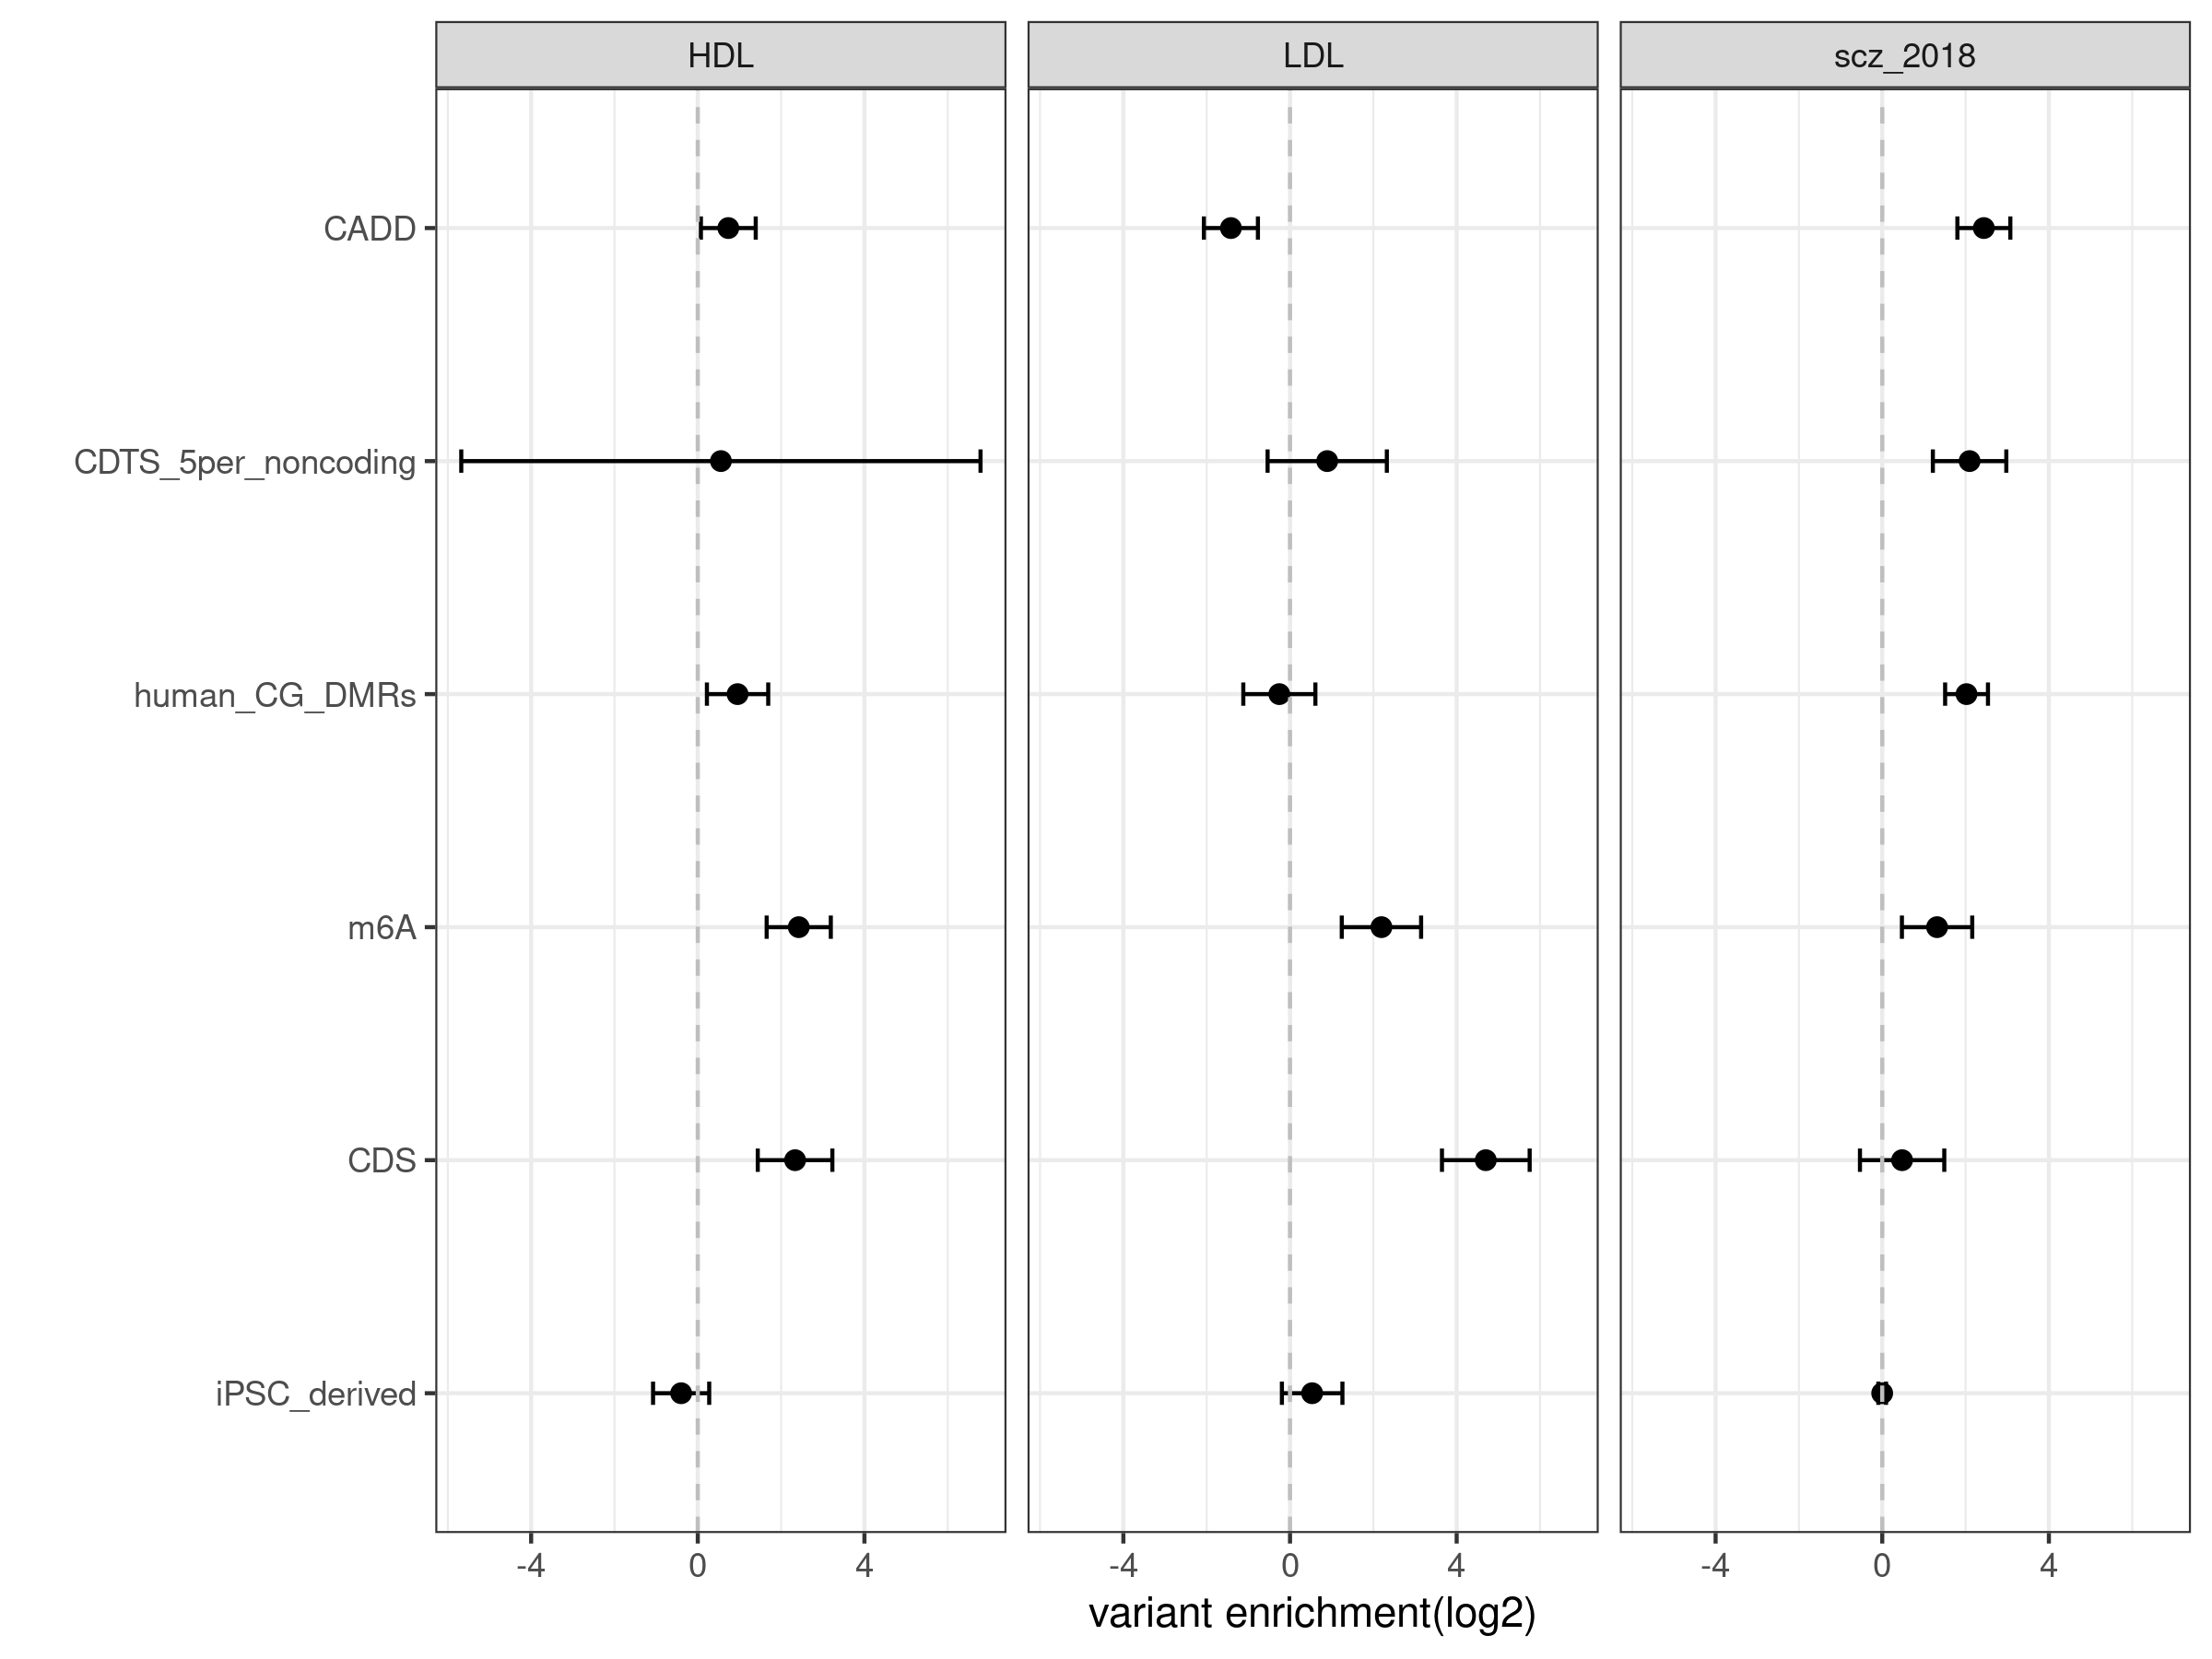 HDL LDL scz_2018
CADD
CDTS_5per_noncoding
human_CG_DMRs
m6A
CDS
iPSC_derived
-4 0 4 -4 0 4 -4 0 4
variant enrichment(log2)